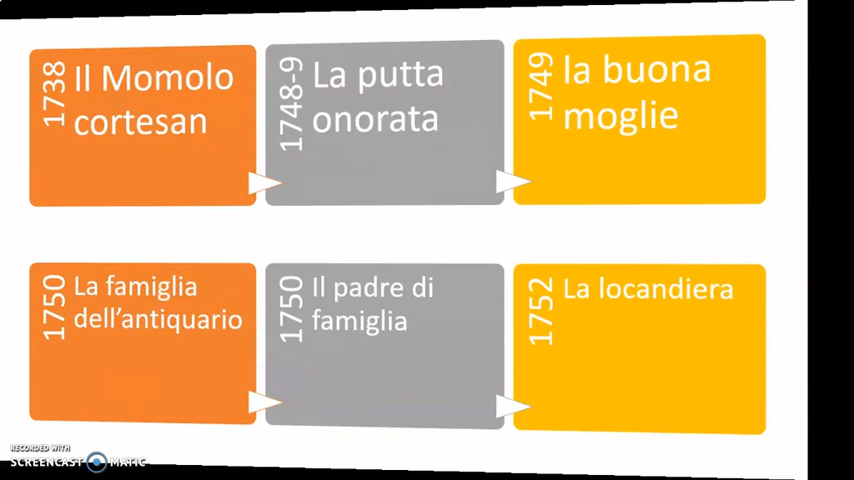 1738
Il Momolo
cortesan
1748-9
La putta
onorata
1749
la buona
moglie
1750
La famiglia
dell’antiquario
1750
Il padre di
famiglia
1752
La locandiera
RECORDED WITH
SCREENCAST MATIC